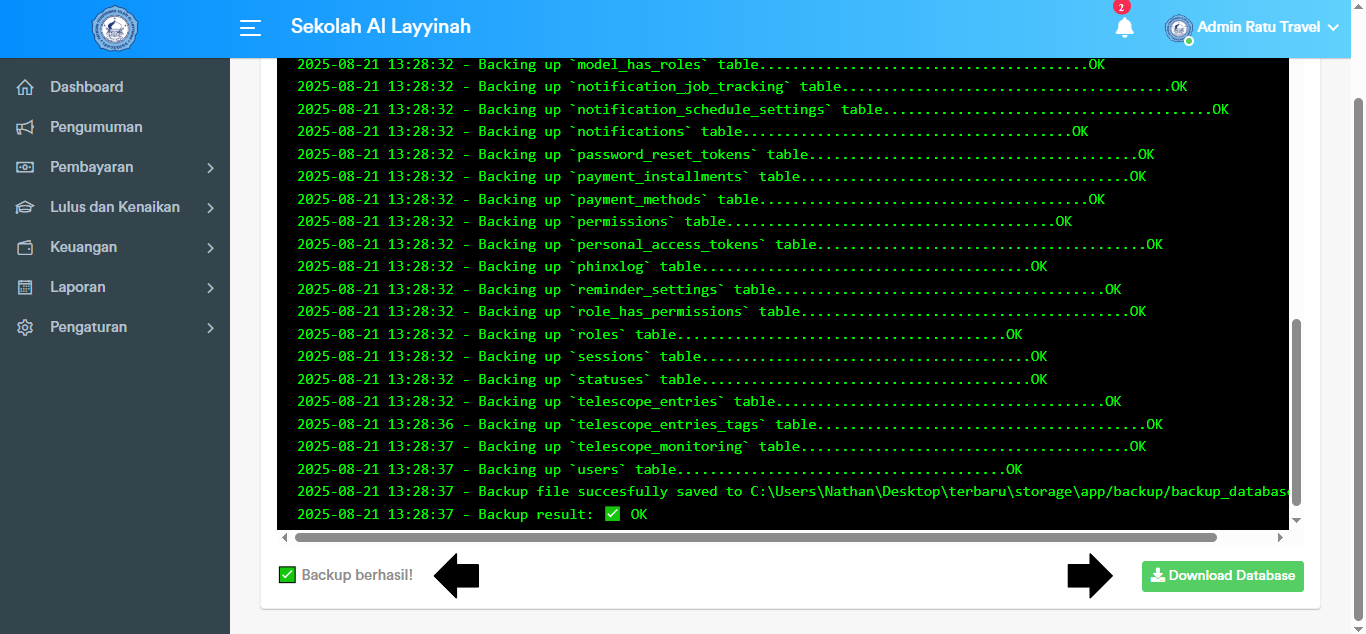 Sekolah Al Layyinah
2
Admin Ratu Travel
Dashboard
Pengumuman
Pembayaran
Lulus dan Kenaikan
Keuangan
Laporan
Pengaturan
2025-08-21 13:28:32 - Backing up `model_has_roles` table........................................OK
2025-08-21 13:28:32 - Backing up `notification_job_tracking` table........................................OK
2025-08-21 13:28:32 - Backing up `notification_schedule_settings` table........................................OK
2025-08-21 13:28:32 - Backing up `notifications` table........................................OK
2025-08-21 13:28:32 - Backing up `password_reset_tokens` table........................................OK
2025-08-21 13:28:32 - Backing up `payment_installments` table........................................OK
2025-08-21 13:28:32 - Backing up `payment_methods` table........................................OK
2025-08-21 13:28:32 - Backing up `permissions` table........................................OK
2025-08-21 13:28:32 - Backing up `personal_access_tokens` table........................................OK
2025-08-21 13:28:32 - Backing up `phinxlog` table........................................OK
2025-08-21 13:28:32 - Backing up `reminder_settings` table........................................OK
2025-08-21 13:28:32 - Backing up `role_has_permissions` table........................................OK
2025-08-21 13:28:32 - Backing up `roles` table........................................OK
2025-08-21 13:28:32 - Backing up `sessions` table........................................OK
2025-08-21 13:28:32 - Backing up `statuses` table........................................OK
2025-08-21 13:28:32 - Backing up `telescope_entries` table........................................OK
2025-08-21 13:28:36 - Backing up `telescope_entries_tags` table........................................OK
2025-08-21 13:28:37 - Backing up `telescope_monitoring` table........................................OK
2025-08-21 13:28:37 - Backing up `users` table........................................OK
2025-08-21 13:28:37 - Backup file succesfully saved to C:\Users\Nathan\Desktop\terbaru\storage\app/backup/backup_databas
2025-08-21 13:28:37 - Backup result: ✅ OK
✅ Backup berhasil!
Download Database